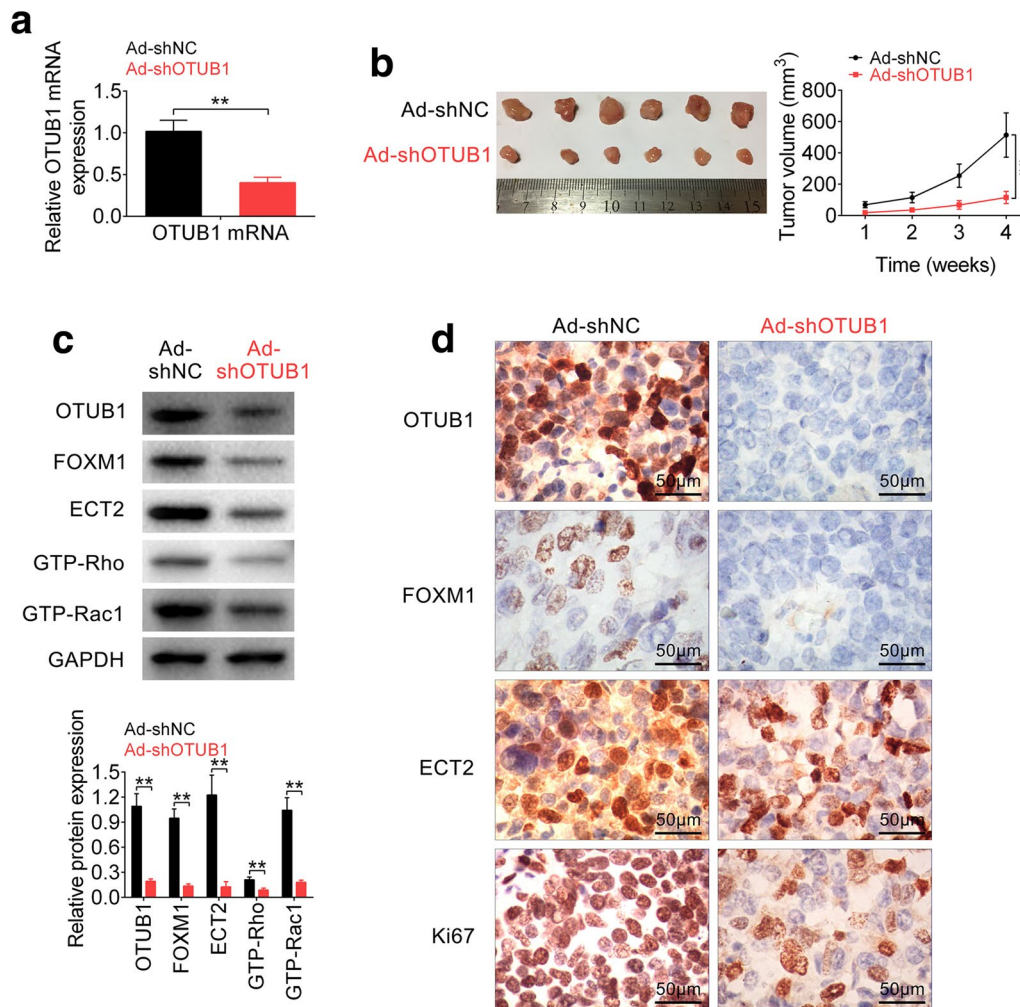 a
Ad-shNC
Ad-shOTUB1
Relative OTUB1 mRNA
expression
1.5
1.0
0.5
0.0
**
OTUB1 mRNA
b
Ad-shNC
Ad-shOTUB1
7 8 9 10 11 12 13 14 15
Ad-shNC
Ad-shOTUB1
Tumor volume (mm3)
800
600
400
200
0
1 2 3 4
Time (weeks)
c
Ad-
shNC
Ad-
shOTUB1
OTUB1
FOXM1
ECT2
GTP-Rho
GTP-Rac1
GAPDH
Ad-shNC
Ad-shOTUB1
Relative protein expression
1.5
1.2
0.9
0.6
0.3
0.0
** ** ** ** **
OTUB1
FOXM1
ECT2
GTP-Rho
GTP-Rac1
d
Ad-shNC
Ad-shOTUB1
OTUB1
50μm
50μm
FOXM1
50μm
50μm
ECT2
50μm
50μm
Ki67
50μm
50μm